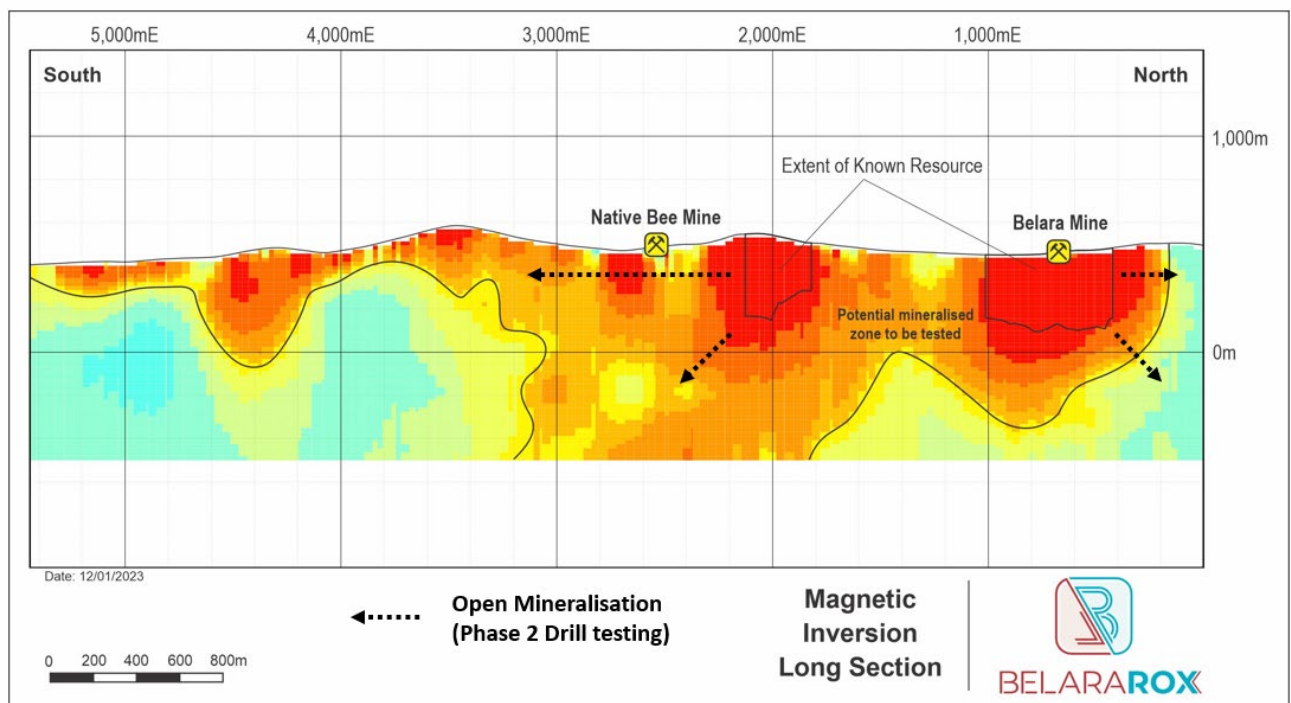 5,000mE 4,000mE 3,000mE 2,000mE 1,000mE
South North
1,000m
Extent of Known Resource
Native Bee Mine Belara Mine
Potential mineralised
zone to be tested
0m
Date: 12/01/2023
Open Mineralisation
(Phase 2 Drill testing)
Magnetic
Inversion
Long Section
0 200 400 600 800m
BELARAROX